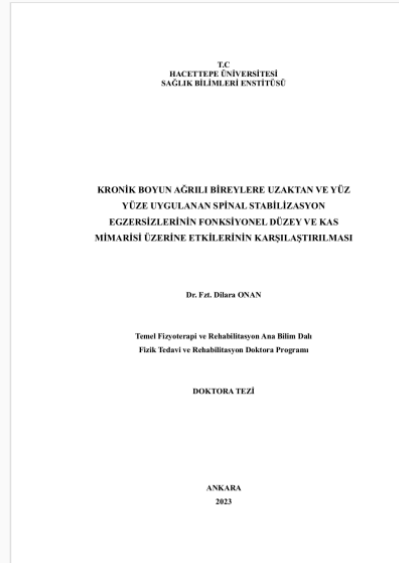 T.C
HACETTEPE ÜNİVERSİTESİ
SAĞLIK BİLİMLERİ ENSTİTÜSÜ
KRONİK BOYUN AĞRILI BİREYLERE UZAKTAN VE YÜZ
YÜZE UYGULANAN SPİNAL STABİLİZASYON
EGZERSİZLERİNİN FONKSİYONEL DÜZEY VE KAS
MİMARİSİ ÜZERİNE ETKİLERİNİN KARŞILAŞTIRILMASI
Dr. Fzt. Dilara ONAN
Temel Fizyoterapi ve Rehabilitasyon Ana Bilim Dalı
Fizik Tedavi ve Rehabilitasyon Doktora Programı
DOKTORA TEZİ
ANKARA
2023